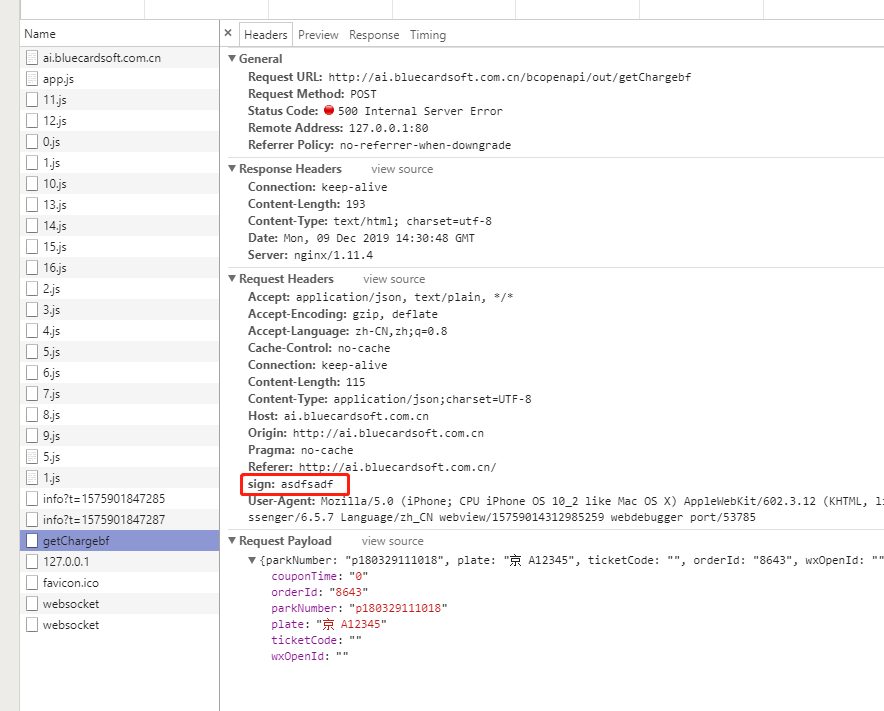 Name
ai.bluecardsoft.com.cn
app.js
11.js
12.js
0.js
1.js
10.js
13.js
14.js
15.js
16.js
2.js
3.js
4.js
5.js
6.js
7.js
8.js
9.js
5.js
1.js
info?t=1575901847285
info?t=1575901847287
getChargebf
127.0.0.1
favicon.ico
websocket
websocket
× Headers Preview Response Timing
▼ General
Request URL: http://ai.bluecardsoft.com.cn/bcopenapi/out/getChargebf
Request Method: POST
Status Code: 500 Internal Server Error
Remote Address: 127.0.0.1:80
Referrer Policy: no-referrer-when-downgrade
▼ Response Headers view source
Connection: keep-alive
Content-Length: 193
Content-Type: text/html; charset=utf-8
Date: Mon, 09 Dec 2019 14:30:48 GMT
Server: nginx/1.11.4
▼ Request Headers view source
Accept: application/json, text/plain, */*
Accept-Encoding: gzip, deflate
Accept-Language: zh-CN,zh;q=0.8
Cache-Control: no-cache
Connection: keep-alive
Content-Length: 115
Content-Type: application/json;charset=UTF-8
Host: ai.bluecardsoft.com.cn
Origin: http://ai.bluecardsoft.com.cn
Pragma: no-cache
Referer: http://ai.bluecardsoft.com.cn/
sign: asdfsadf
User-Agent: Mozilla/5.0 (iPhone; CPU iPhone OS 10_2 like Mac OS X) AppleWebKit/602.3.12 (KHTML, li
ssenger/6.5.7 Language/zh_CN webview/15759014312985259 webdebugger port/53785
▼ Request Payload view source
▼ {parkNumber: "p180329111018", plate: "京 A12345", ticketCode: "", orderId: "8643", wxOpenId: ""
couponTime: "0"
orderId: "8643"
parkNumber: "p180329111018"
plate: "京 A12345"
ticketCode: ""
wxOpenId: ""